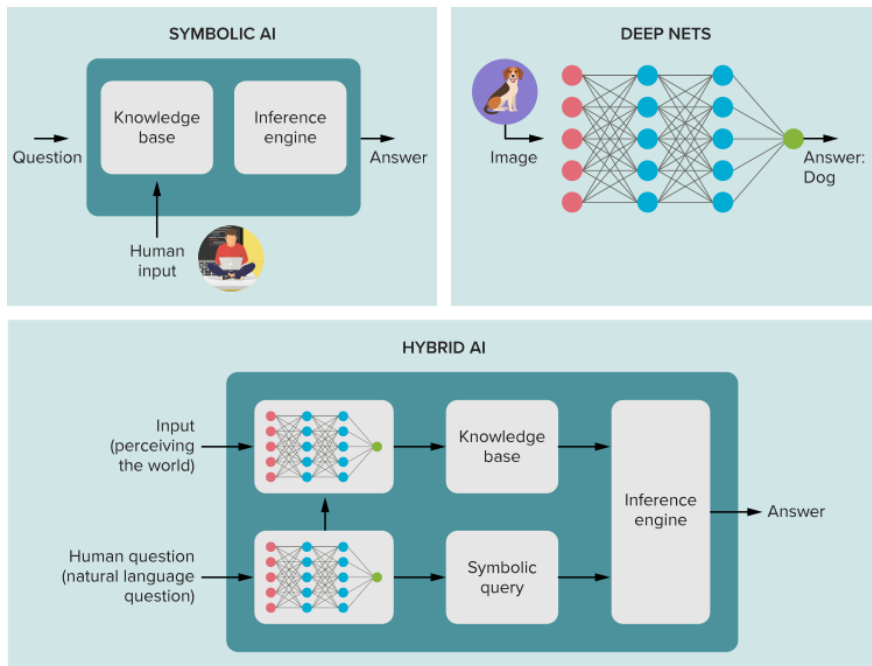 SYMBOLIC AI
Knowledge
base
Inference
engine
Question
Answer
Human
input
DEEP NETS
Image
Answer:
Dog
HYBRID AI
Input
(perceiving
the world)
Knowledge
base
Inference
engine
Answer
Human question
(natural language
question)
Symbolic
query